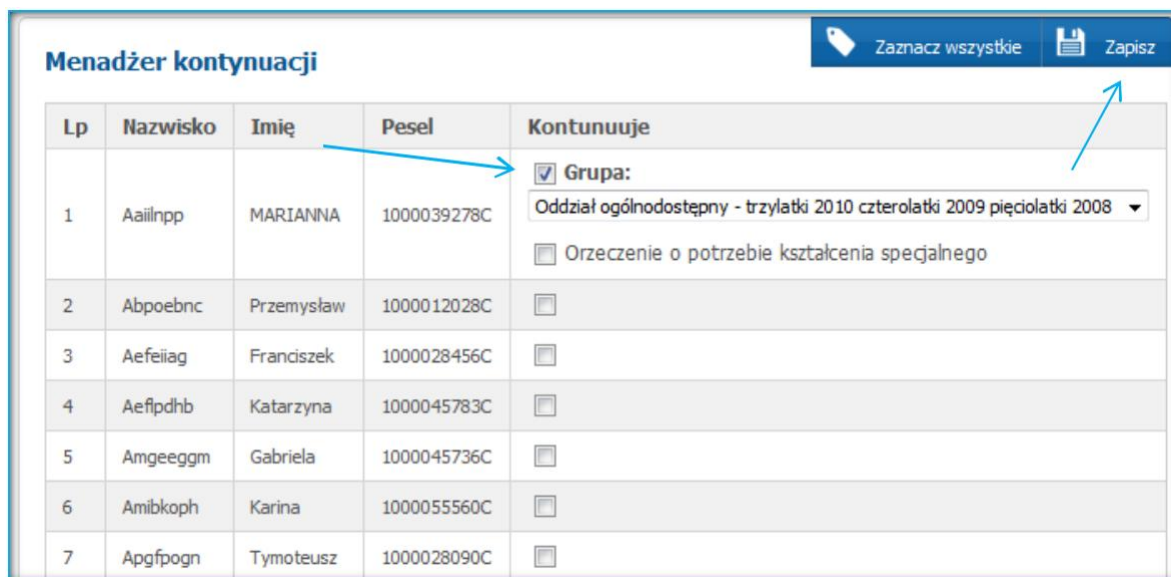 Zaznacz wszystkie Zapisz
Menadżer kontynuacji
Lp Nazwisko Imię Pesel Kontunuuje
Grupa:
1 Aaiilnpp MARIANNA 1000039278C Oddział ogólnodostępny - trzylatki 2010 czterolatki 2009 pięciolatki 2008
Orzeczenie o potrzebie kształcenia specjalnego
2 Abpoebnc Przemysław 1000012028C
3 Aefeiiag Franciszek 1000028456C
4 Aeflpdhb Katarzyna 1000045783C
5 Amgeeggm Gabriela 1000045736C
6 Amibkoph Karina 1000055560C
7 Apgfpogn Tymoteusz 1000028090C